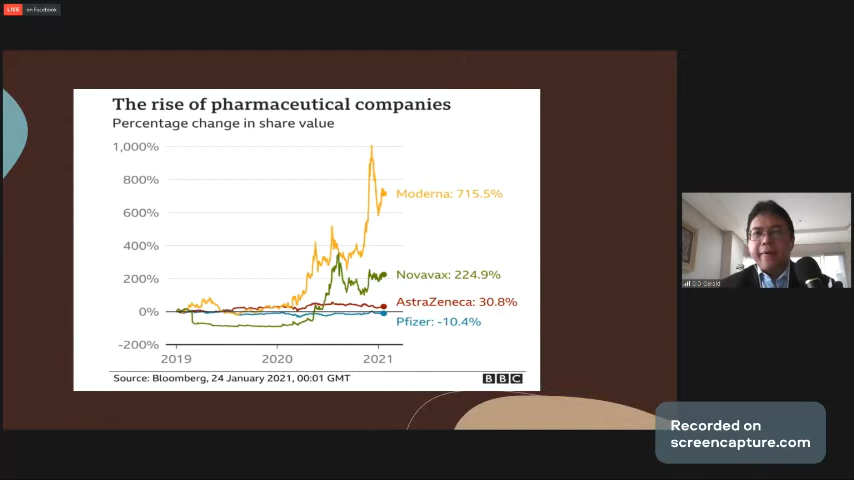 LIVE on Facebook
The rise of pharmaceutical companies
Percentage change in share value
1,000%
800%
600%
400%
200%
0%
-200%
Moderna: 715.5%
Novavax: 224.9%
AstraZeneca: 30.8%
Pfizer: -10.4%
2019 2020 2021
Source: Bloomberg, 24 January 2021, 00:01 GMT
BBC
G.D Gerald
Recorded on
screencapture.com